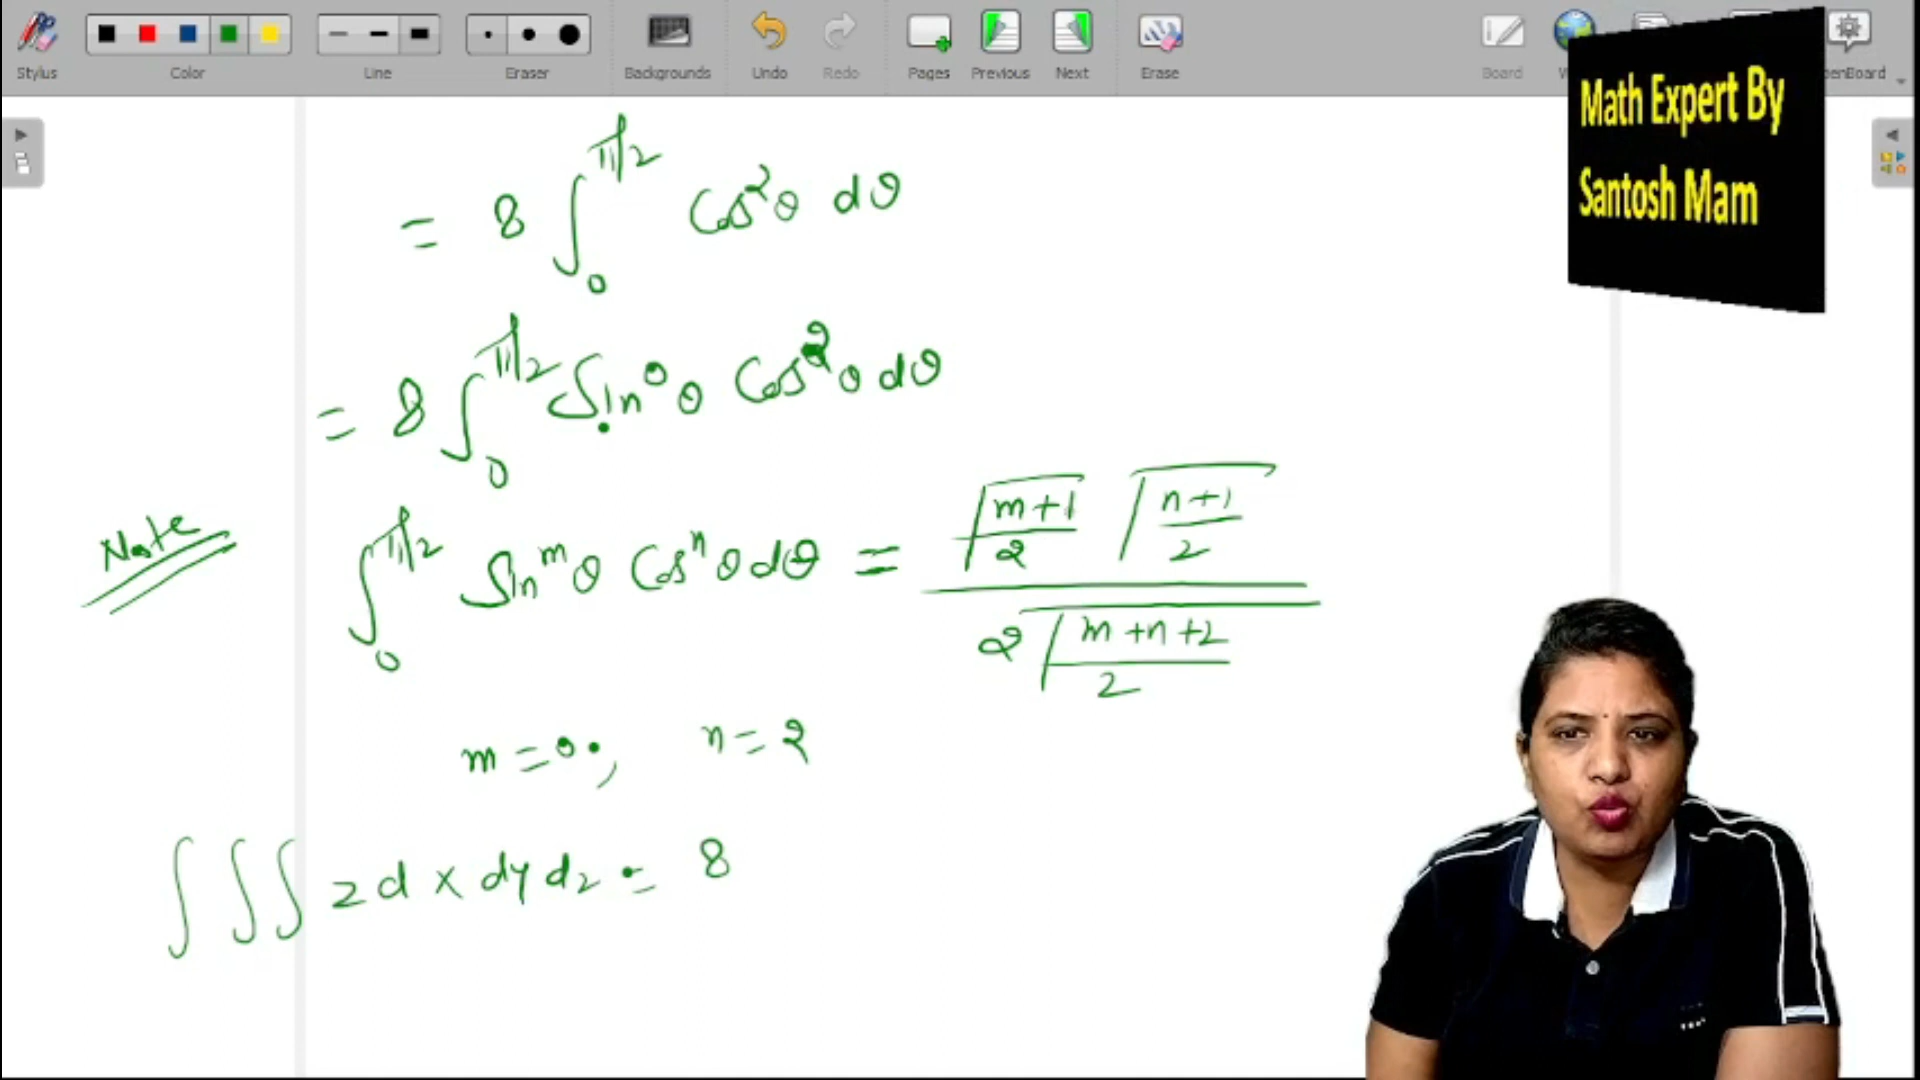 Stylus Color Line Eraser Backgrounds Undo Redo Pages Previous Next Erase Board
Math Expert By
Santosh Mam
= 8 ∫₀^(π/2) Cos²θ dθ
= 8 ∫₀^(π/2) Sin⁰θ Cos²θ dθ
Note
∫₀^(π/2) Sin^m θ Cos^n θ dθ = (Γ((m+1)/2) Γ((n+1)/2)) / (2 Γ((m+n+2)/2))
m = 0, n = 2
∫∫∫ z dx dy dz = 8